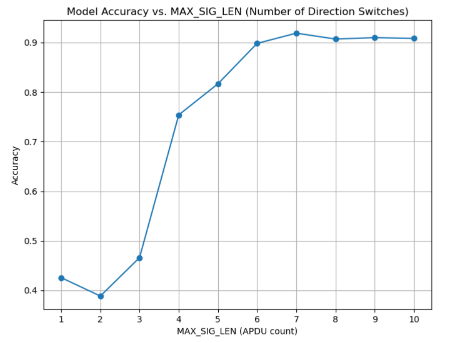 Model Accuracy vs. MAX_SIG_LEN (Number of Direction Switches)
0.9
0.8
0.7
0.6
0.5
0.4
Accuracy
1 2 3 4 5 6 7 8 9 10
MAX_SIG_LEN (APDU count)